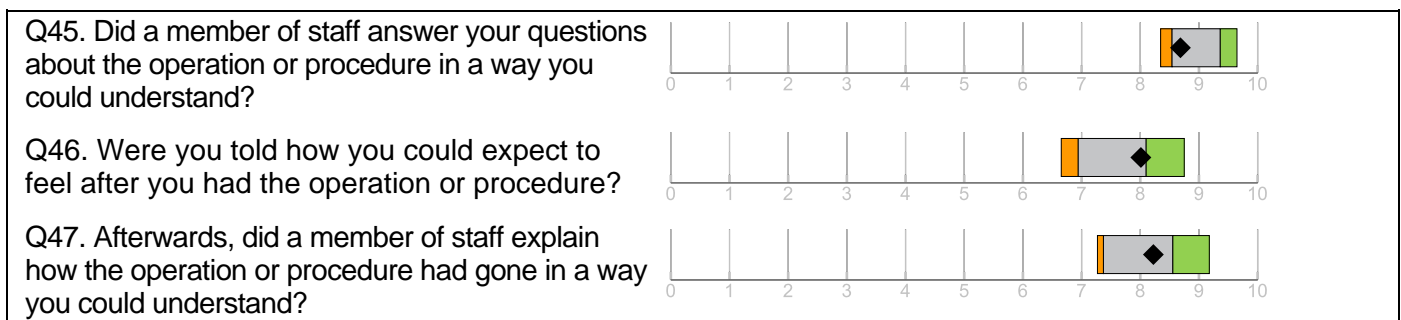 Q45. Did a member of staff answer your questions
about the operation or procedure in a way you
could understand?
0 1 2 3 4 5 6 7 8 9 10
Q46. Were you told how you could expect to
feel after you had the operation or procedure?
0 1 2 3 4 5 6 7 8 9 10
Q47. Afterwards, did a member of staff explain
how the operation or procedure had gone in a way
you could understand?
0 1 2 3 4 5 6 7 8 9 10